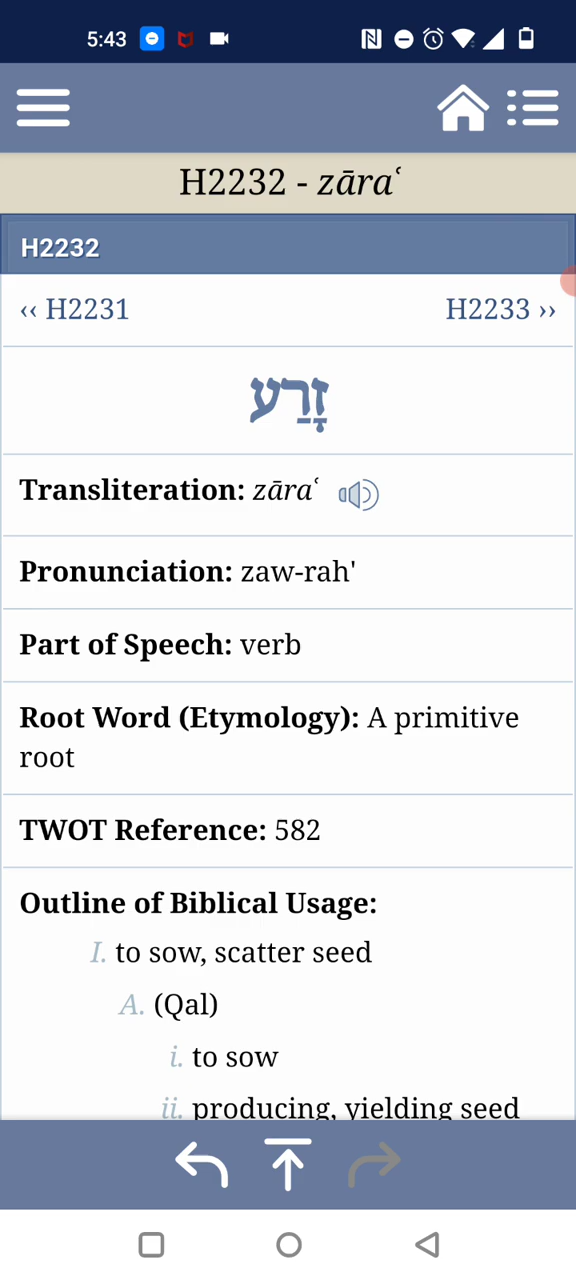 5:43
H2232 - zāraʿ
H2232
‹‹ H2231
H2233 ››
זָרַע
Transliteration: zāraʿ
Pronunciation: zaw-rah'
Part of Speech: verb
Root Word (Etymology): A primitive
root
TWOT Reference: 582
Outline of Biblical Usage:
I. to sow, scatter seed
A. (Qal)
i. to sow
ii. producing, yielding seed